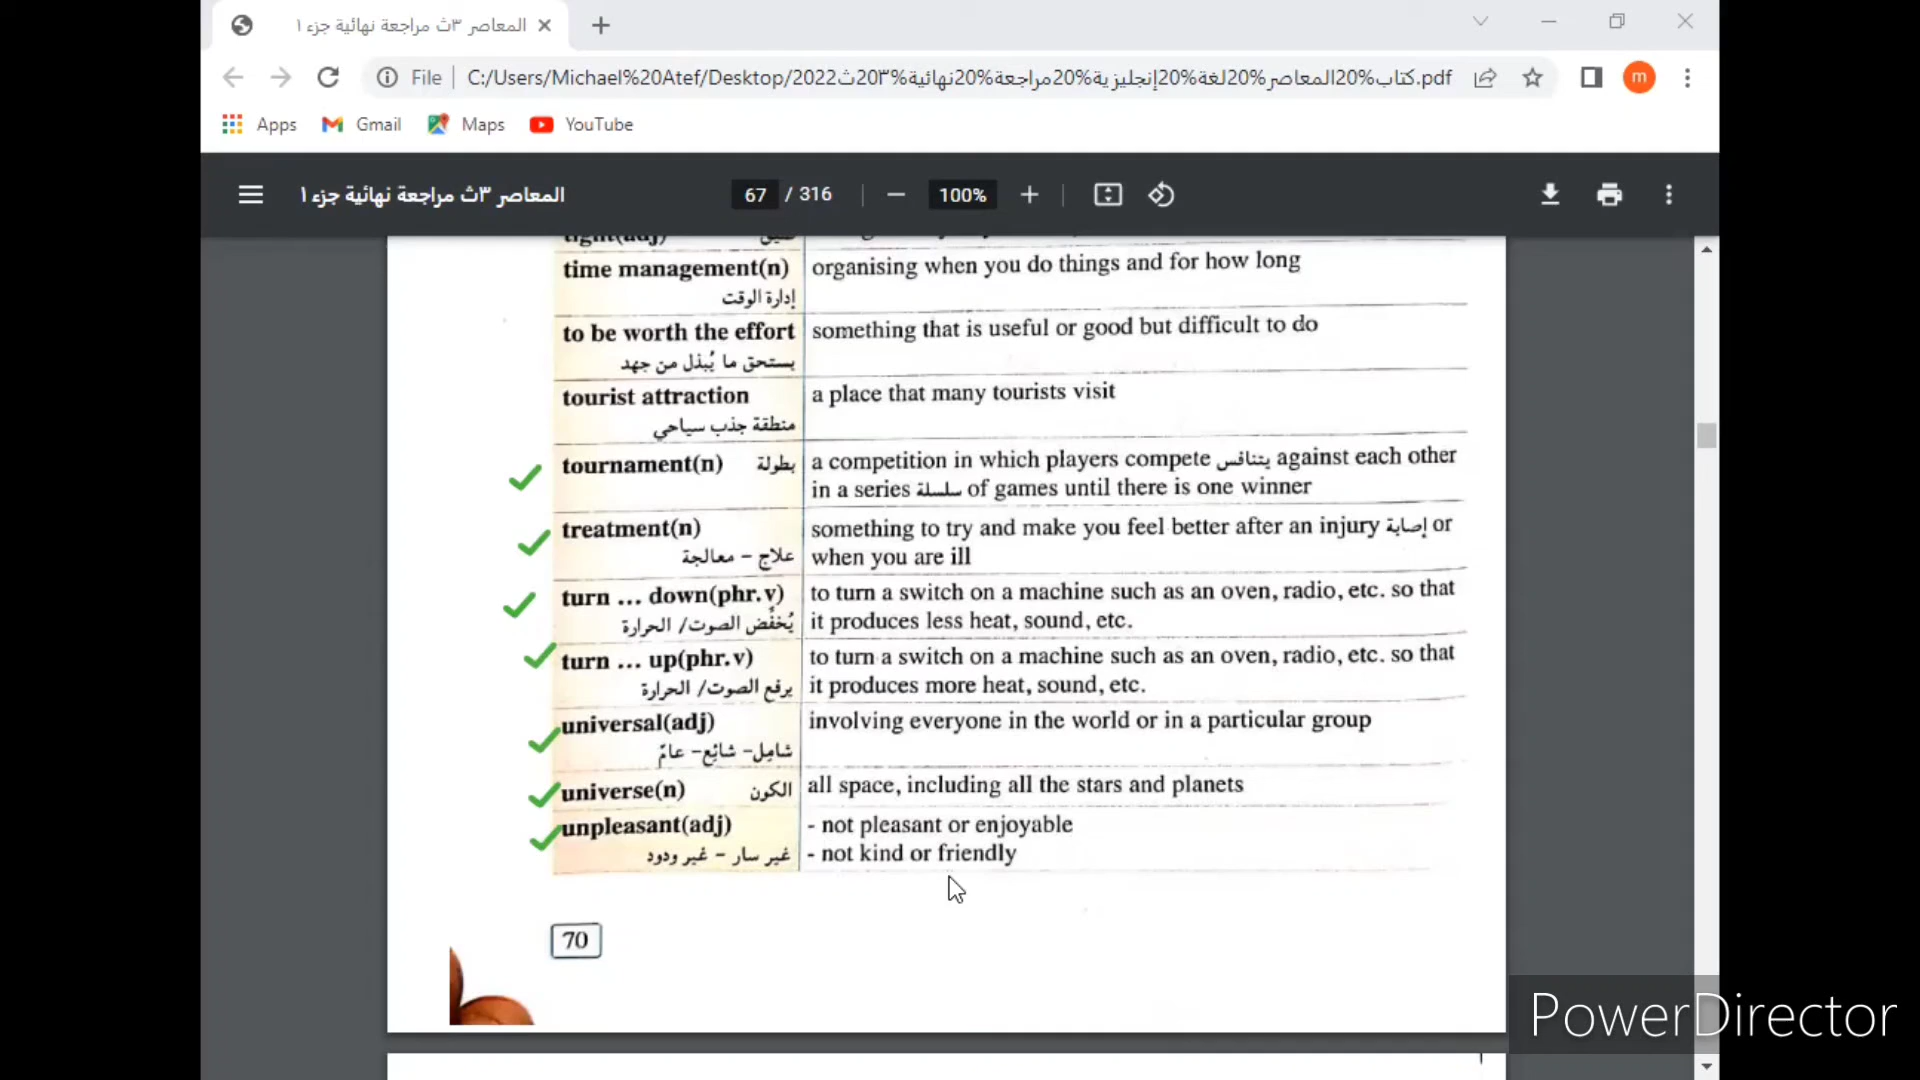 المعاصر ٣ث مراجعة نهائية جزء ١
File
C:/Users/Michael%20Atef/Desktop/2022كتاب%20المعاصر%20لغة%20إنجليزية%20مراجعة%20نهائية%20٣ث.pdf
m
Apps
Gmail
Maps
YouTube
المعاصر ٣ث مراجعة نهائية جزء ١
67 / 316
100%
tight(adj) ضيق
time management(n) organising when you do things and for how long
إدارة الوقت
to be worth the effort something that is useful or good but difficult to do
يستحق ما يُبذل من جهد
tourist attraction a place that many tourists visit
منطقة جذب سياحي
tournament(n) بطولة a competition in which players compete يتنافس against each other
in a series سلسلة of games until there is one winner
treatment(n) something to try and make you feel better after an injury إصابة or
علاج – معالجة when you are ill
turn ... down(phr.v) to turn a switch on a machine such as an oven, radio, etc. so that
يُخفِّض الصوت/ الحرارة it produces less heat, sound, etc.
turn ... up(phr.v) to turn a switch on a machine such as an oven, radio, etc. so that
يرفع الصوت/ الحرارة it produces more heat, sound, etc.
universal(adj) involving everyone in the world or in a particular group
شامِل- شائِع- عامّ
universe(n) الكون all space, including all the stars and planets
unpleasant(adj) - not pleasant or enjoyable
غير سار – غير ودود - not kind or friendly
70
PowerDirector